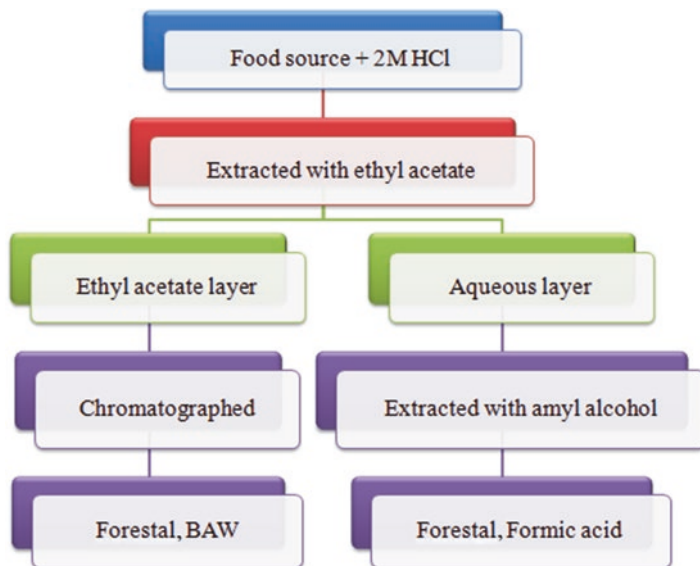 Food source + 2M HCl
Extracted with ethyl acetate
Ethyl acetate layer
Aqueous layer
Chromatographed
Extracted with amyl alcohol
Forestal, BAW
Forestal, Formic acid